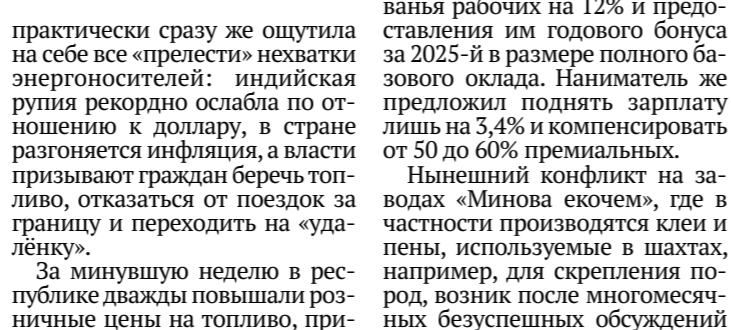 практически сразу же ощутила
на себе все «прелести» нехватки
энергоносителей: индийская
рупия рекордно ослабла по от-
ношению к доллару, в стране
разгоняется инфляция, а власти
призывают граждан беречь топ-
ливо, отказаться от поездок за
границу и переходить на «уда-
лёнку».
За минувшую неделю в рес-
публике дважды повышали роз-
ничные цены на топливо, при-
ванья рабочих на 12% и предо-
ставления им годового бонуса
за 2025-й в размере полного ба-
зового оклада. Наниматель же
предложил поднять зарплату
лишь на 3,4% и компенсировать
от 50 до 60% премиальных.
Нынешний конфликт на за-
водах «Минова екочем», где в
частности производятся клеи и
пены, используемые в шахтах,
например, для скрепления по-
род, возник после многомесяч-
ных безуспешных обсуждений